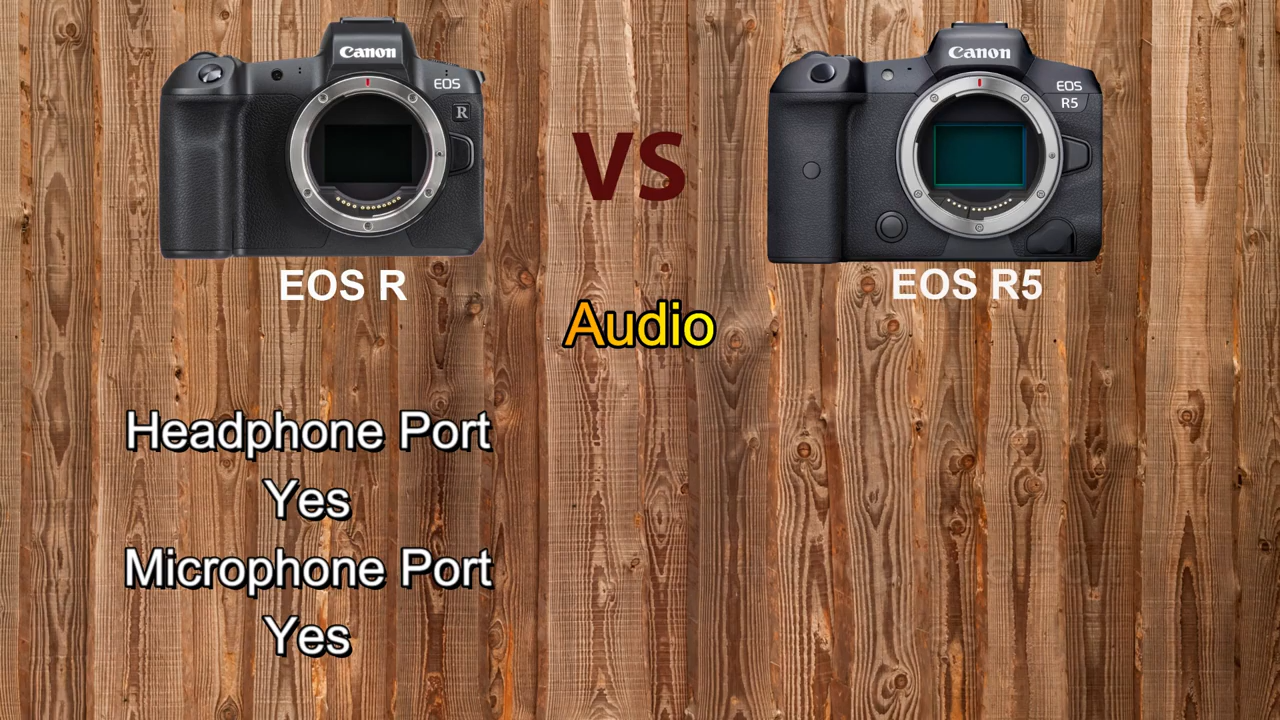 Canon
EOS
R
Canon
EOS
R5
VS
EOS R
EOS R5
Audio
Headphone Port
Yes
Microphone Port
Yes